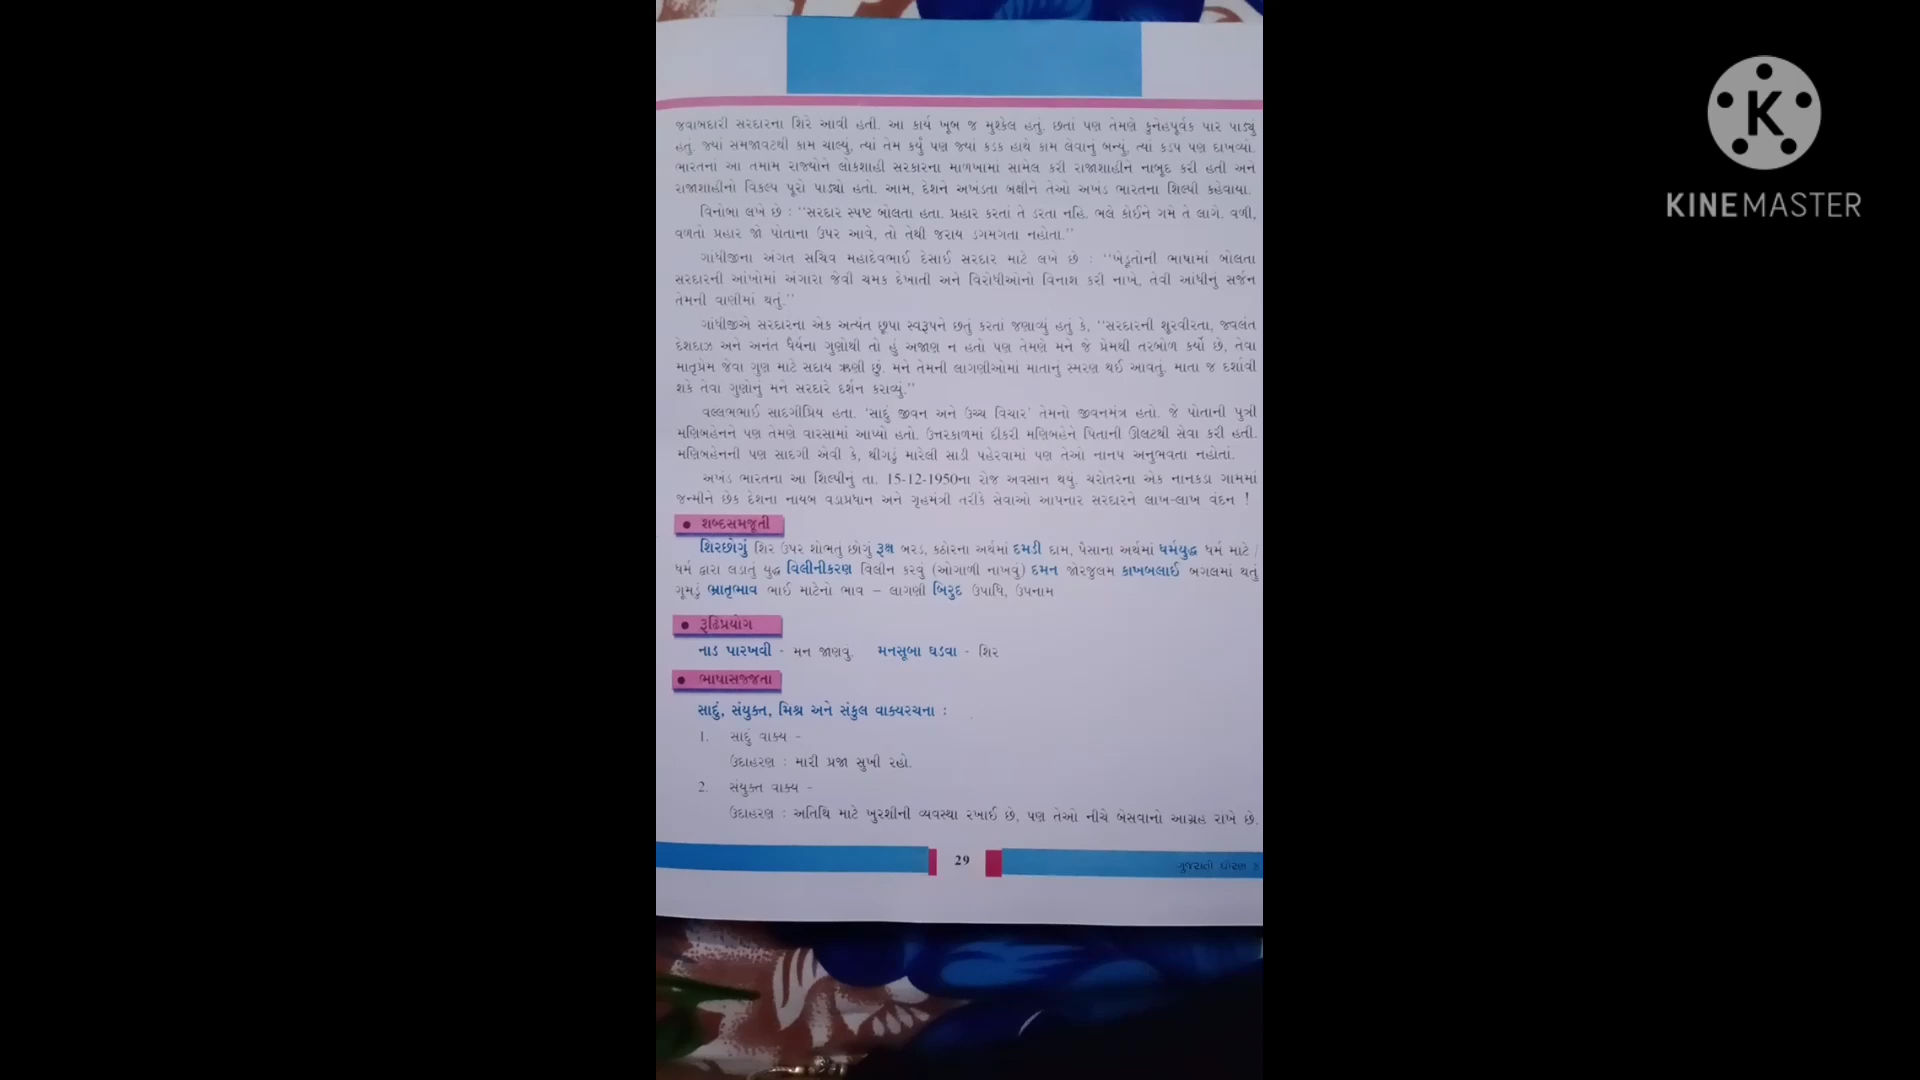 જવાબદારી સરદારના શિરે આવી હતી. આ કાર્ય ખૂબ જ મુશ્કેલ હતું, છતાં પણ તેમણે કુનેહપૂર્વક પાર પાડ્યું
હતું. જ્યાં સમજાવટથી કામ ચાલ્યું, ત્યાં તેમ કર્યું પણ જ્યાં કડક હાથે કામ લેવાનું બન્યું, ત્યાં કડપ પણ દાખવ્યો.
ભારતનાં આ તમામ રાજ્યોને લોકશાહી સરકારના માળખામાં સામેલ કરી રાજાશાહીને નાબૂદ કરી હતી અને
રાજાશાહીનો વિકલ્પ પૂરો પાડ્યો હતો. આમ, દેશને અખંડતા બક્ષીને તેઓ અખંડ ભારતના શિલ્પી કહેવાયા.
વિનોબા લખે છે : ‘‘સરદાર સ્પષ્ટ બોલતા હતા. પ્રહાર કરતાં તે ડરતા નહિ. ભલે કોઈને ગમે તે લાગે. વળી,
વળતો પ્રહાર જો પોતાના ઉપર આવે, તો તેથી જરાય ડગમગતા નહોતા.’’
ગાંધીજીના અંગત સચિવ મહાદેવભાઈ દેસાઈ સરદાર માટે લખે છે : ‘‘ખેડૂતોની ભાષામાં બોલતા
સરદારની આંખોમાં અંગારા જેવી ચમક દેખાતી અને વિરોધીઓનો વિનાશ કરી નાખે, તેવી આંધીનું સર્જન
તેમની વાણીમાં થતું.’’
ગાંધીજીએ સરદારના એક અત્યંત છૂપા સ્વરૂપને છતું કરતાં જણાવ્યું હતું કે, ‘‘સરદારની શૂરવીરતા, જ્વલંત
દેશદાઝ અને અનંત ધૈર્યના ગુણોથી તો હું અજાણ ન હતો પણ તેમણે મને જે પ્રેમથી તરબોળ કર્યો છે, તેવા
માતૃપ્રેમ જેવા ગુણ માટે સદાય ઋણી છું. મને તેમની લાગણીઓમાં માતાનું સ્મરણ થઈ આવતું. માતા જ દર્શાવી
શકે તેવા ગુણોનું મને સરદારે દર્શન કરાવ્યું.’’
વલ્લભભાઈ સાદગીપ્રિય હતા. ‘સાદું જીવન અને ઉચ્ચ વિચાર’ તેમનો જીવનમંત્ર હતો. જે પોતાની પુત્રી
મણિબહેનને પણ તેમણે વારસામાં આપ્યો હતો. ઉત્તરકાળમાં દીકરી મણિબહેને પિતાની ઊલટથી સેવા કરી હતી.
મણિબહેનની પણ સાદગી એવી કે, થીગડું મારેલી સાડી પહેરવામાં પણ તેઓ નાનપ અનુભવતા નહોતાં.
અખંડ ભારતના આ શિલ્પીનું તા. 15-12-1950ના રોજ અવસાન થયું. ચરોતરના એક નાનકડા ગામમાં
જન્મીને છેક દેશના નાયબ વડાપ્રધાન અને ગૃહમંત્રી તરીકે સેવાઓ આપનાર સરદારને લાખ-લાખ વંદન !
• શબ્દસમજૂતી
શિરછોગું શિર ઉપર શોભતું છોગું રૂક્ષ બરડ, કઠોરના અર્થમાં દમડી દામ, પૈસાના અર્થમાં ધર્મયુદ્ધ ધર્મ માટે /
ધર્મ દ્વારા લડાતું યુદ્ધ વિલીનીકરણ વિલીન કરવું (ઓગાળી નાખવું) દમન જોરજુલમ કાખબલાઈ બગલમાં થતું
ગૂમડું ભ્રાતૃભાવ ભાઈ માટેનો ભાવ – લાગણી બિરુદ ઉપાધિ, ઉપનામ
• રૂઢિપ્રયોગ
નાડ પારખવી - મન જાણવુ. મનસૂબા ઘડવા - શિર
• ભાષાસજ્જતા
સાદું, સંયુક્ત, મિશ્ર અને સંકુલ વાક્યરચના :
1. સાદું વાક્ય -
ઉદાહરણ : મારી પ્રજા સુખી રહો.
2. સંયુક્ત વાક્ય -
ઉદાહરણ : અતિથિ માટે ખુરશીની વ્યવસ્થા રખાઈ છે, પણ તેઓ નીચે બેસવાનો આગ્રહ રાખે છે.
29
ગુજરાતી ધોરણ
KINEMASTER